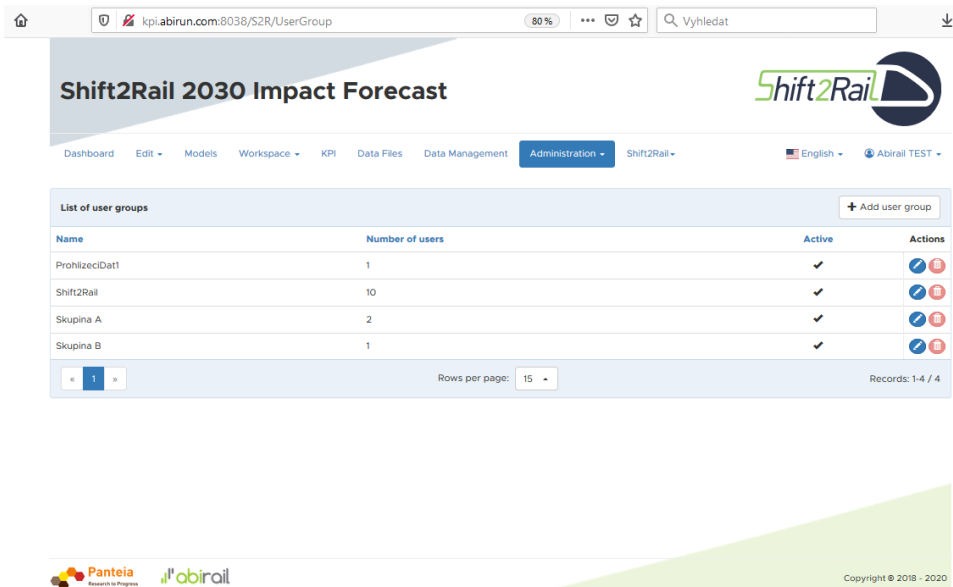 kpi.abirun.com:8038/S2R/UserGroup 80 % Vyhledat
Shift2Rail 2030 Impact Forecast
Shift2Rail
Dashboard Edit Models Workspace KPI Data Files Data Management Administration Shift2Rail English Abirail TEST
List of user groups + Add user group
Name Number of users Active Actions
ProhlizeciDat1 1
Shift2Rail 10
Skupina A 2
Skupina B 1
« 1 » Rows per page: 15 Records: 1-4 / 4
Panteia
Research to Progress
abirail
Copyright © 2018 - 2020